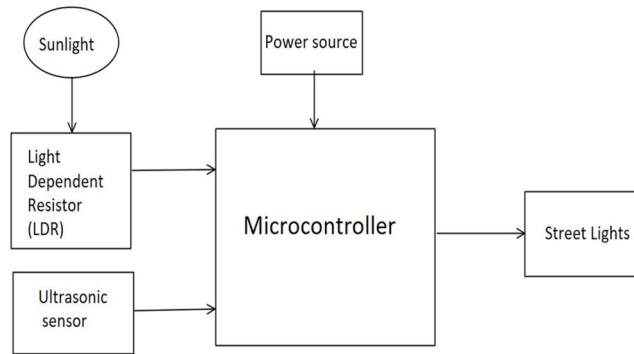 Sunlight
Power source
Light
Dependent
Resistor
(LDR)
Microcontroller
Street Lights
Ultrasonic
sensor